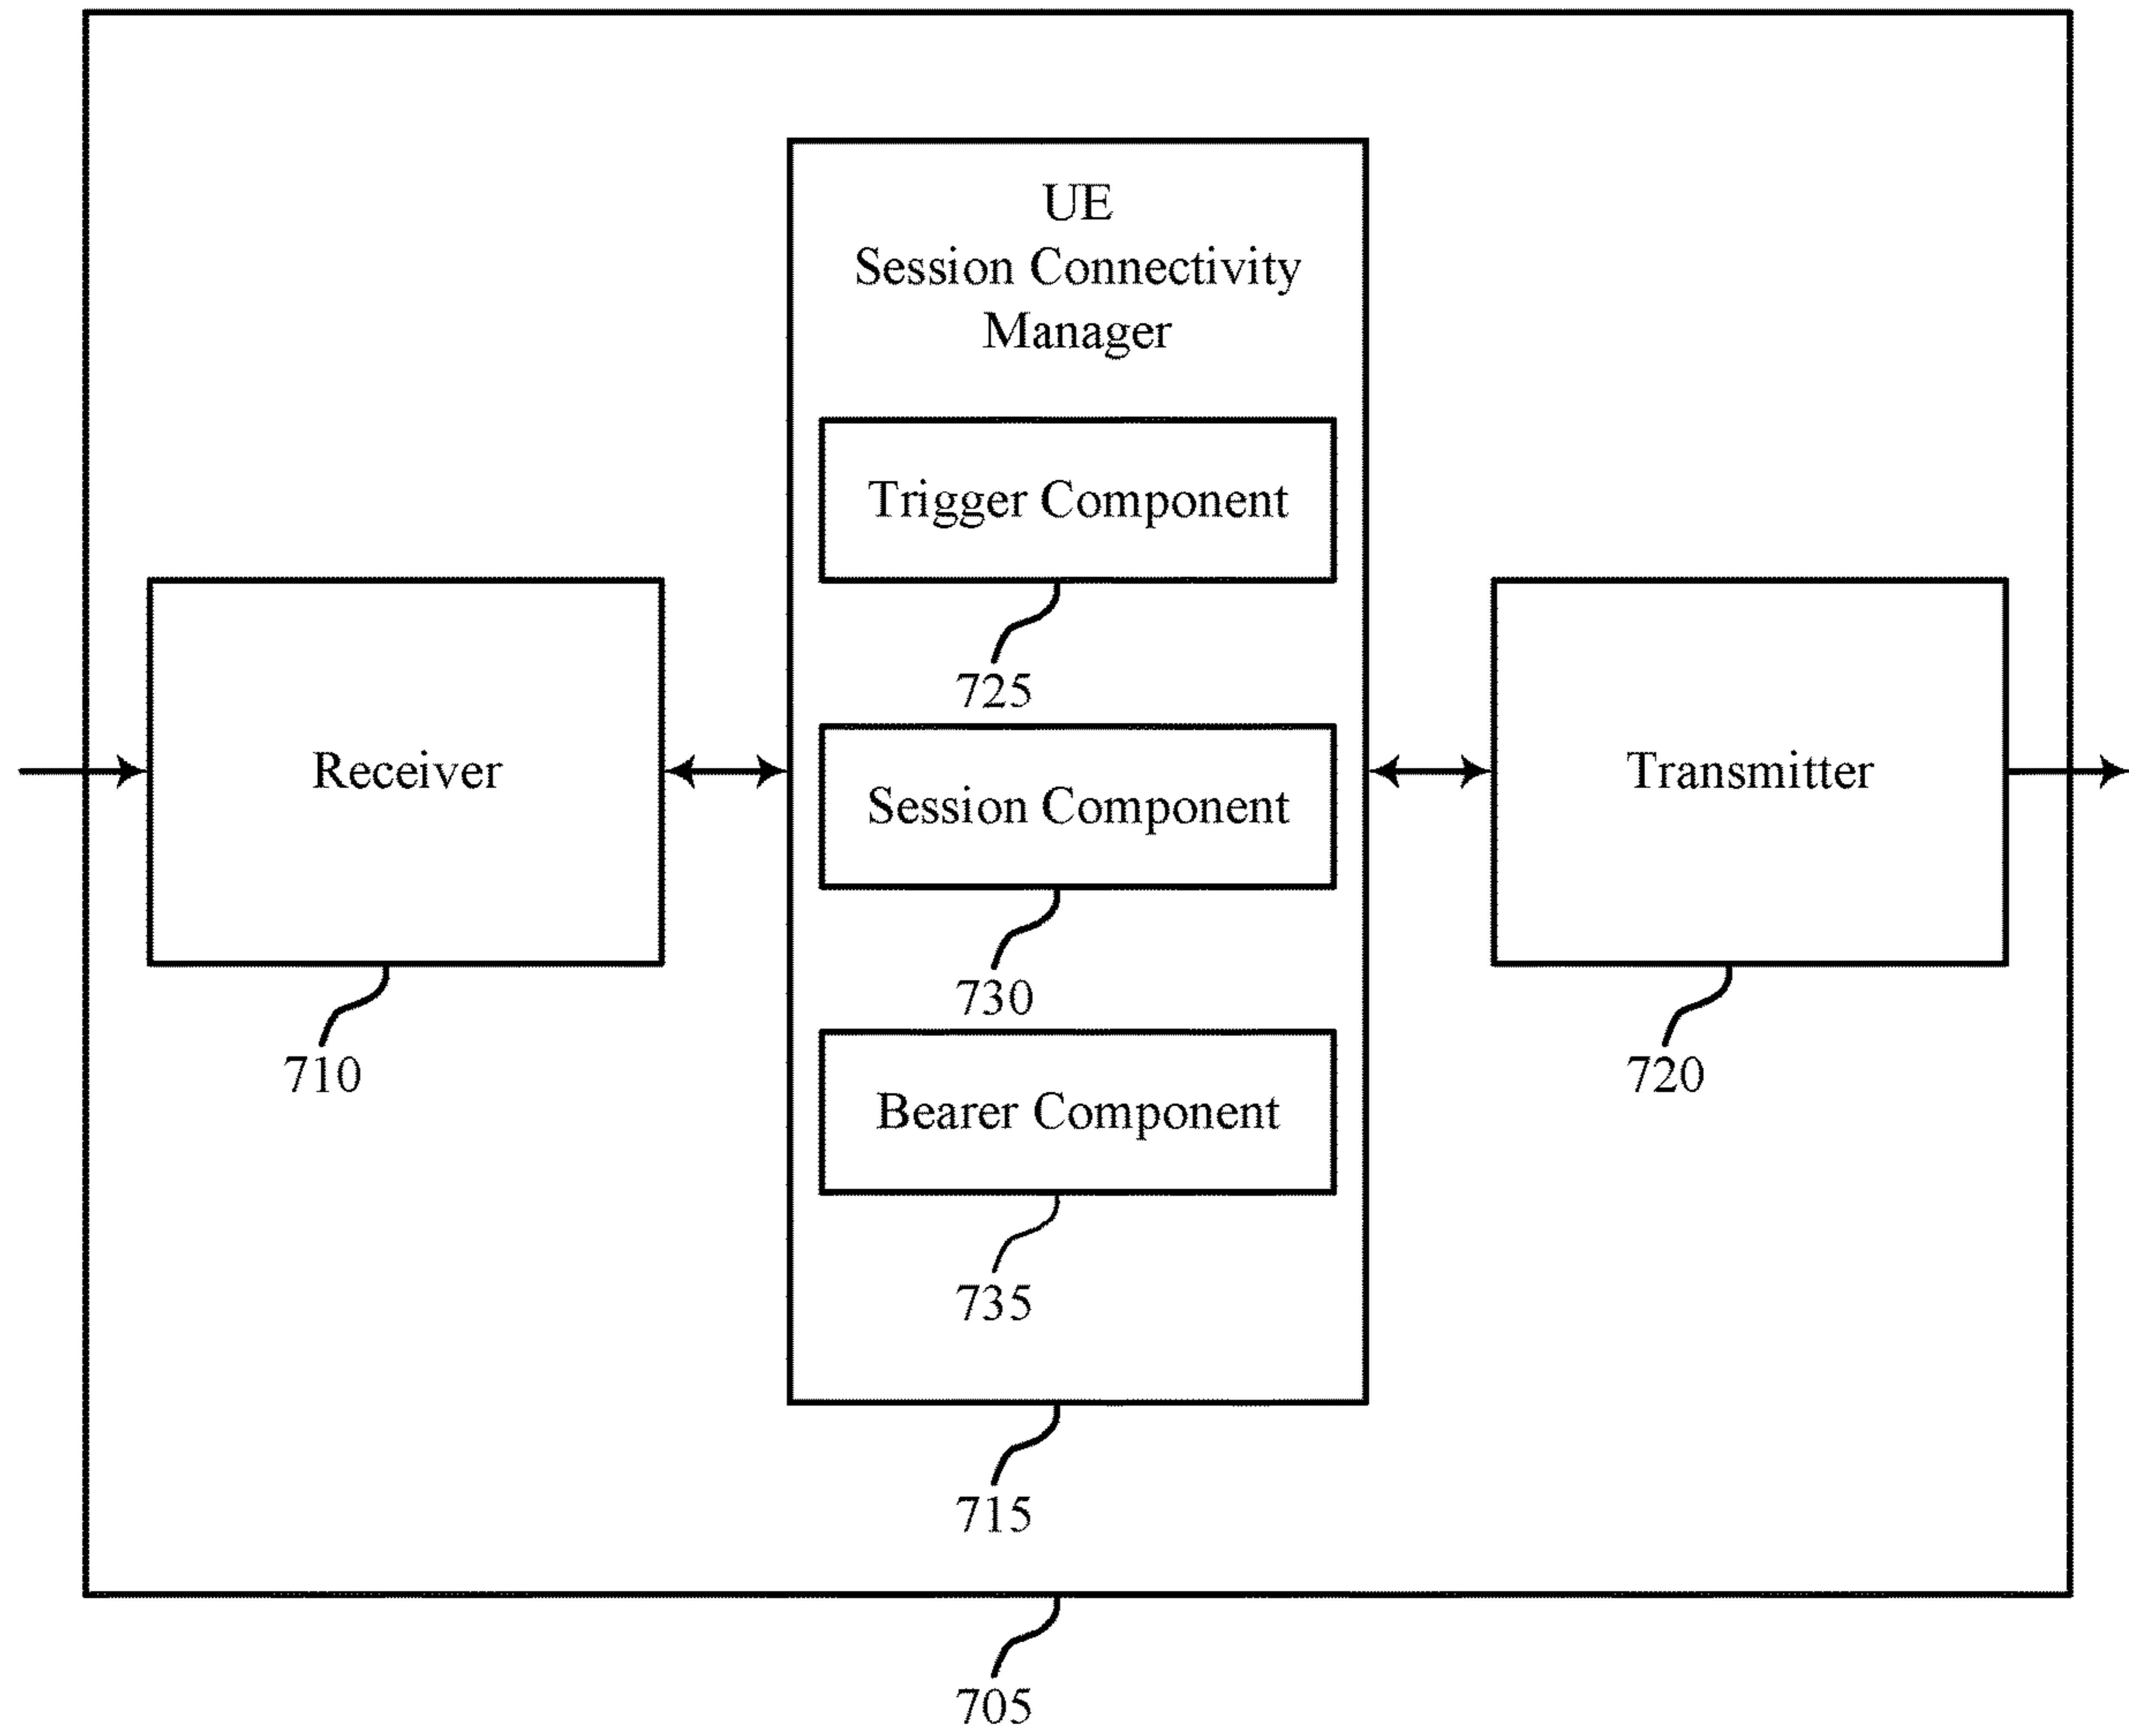 UE
Session Connectivity
Manager
Trigger Component
725
Receiver
Session Component
Transmitter
730
710
720
Bearer Component
735
715
705